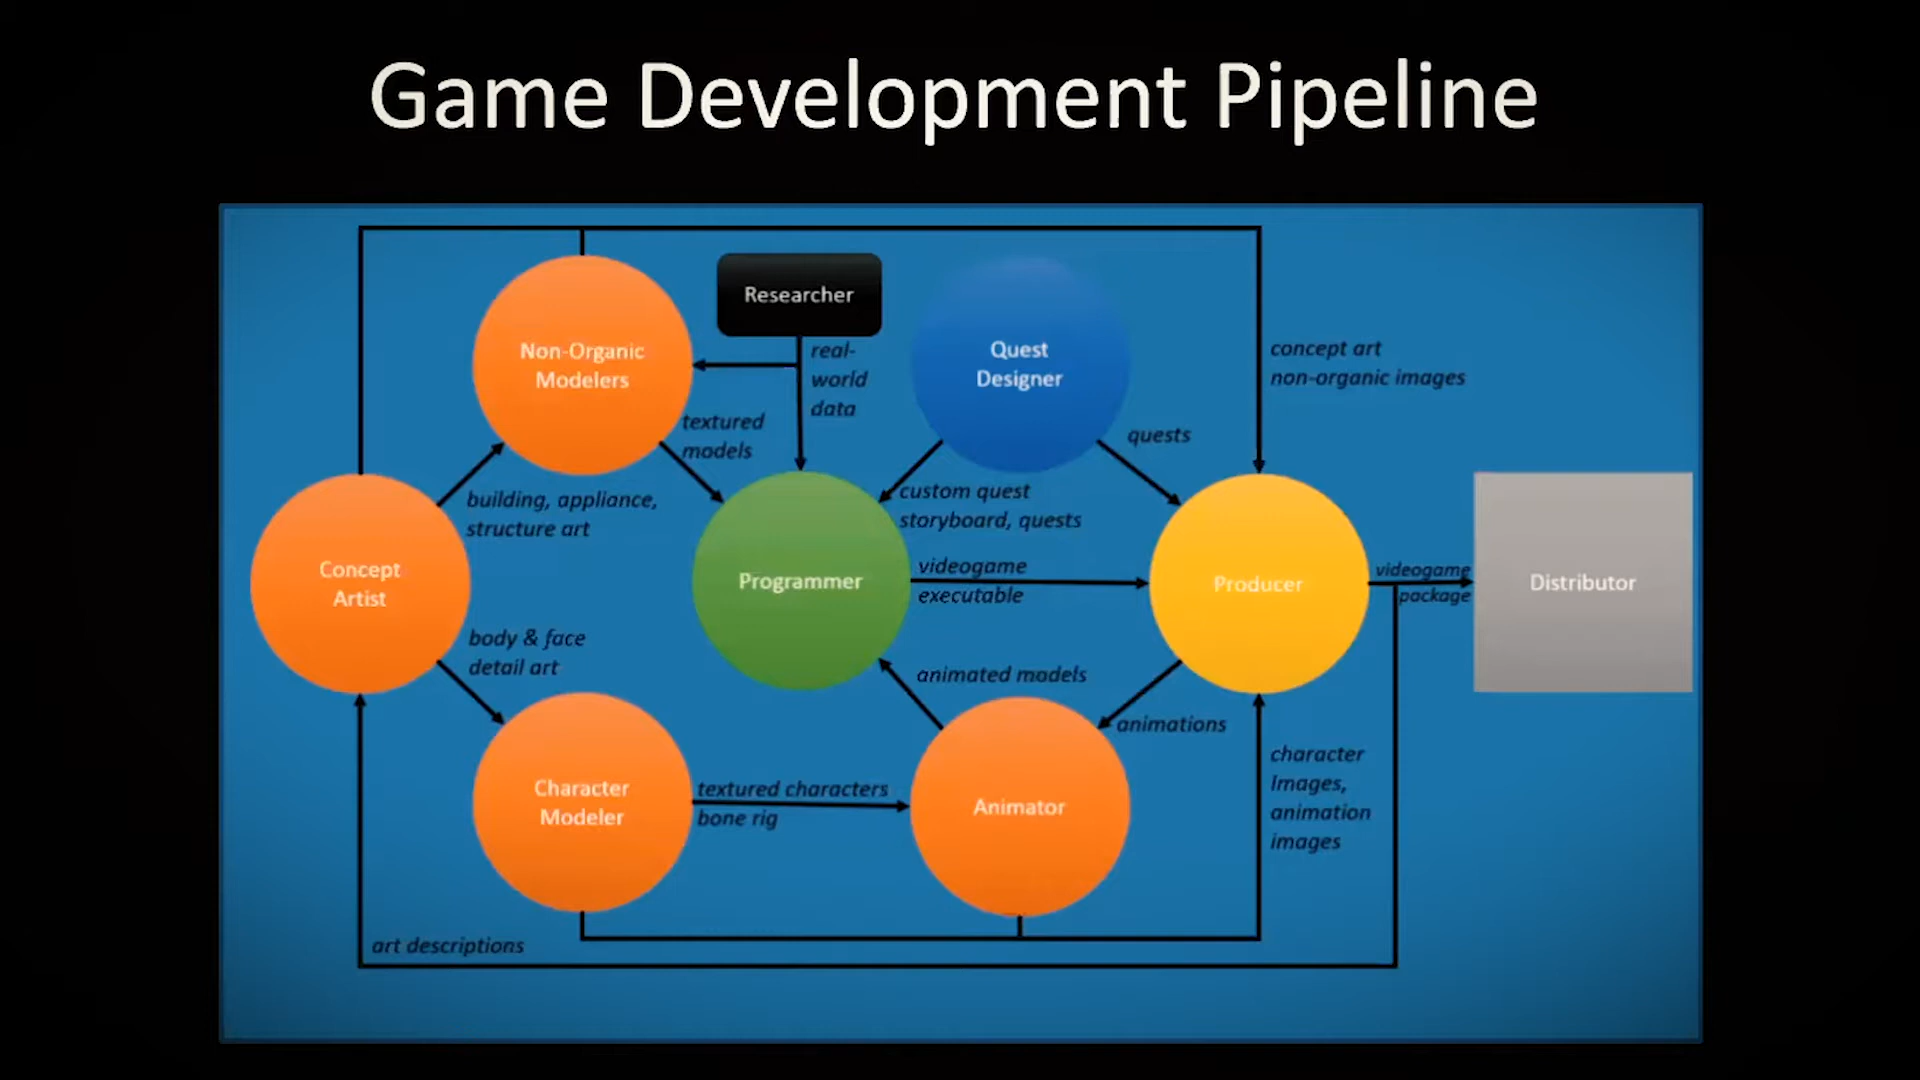 Game Development Pipeline
Researcher
Non-Organic
Modelers
real-
world
data
Quest
Designer
concept art
non-organic images
textured
models
quests
building, appliance,
structure art
custom quest
storyboard, quests
Concept
Artist
Programmer
videogame
executable
Producer
videogame
package
Distributor
body & face
detail art
animated models
animations
Character
Modeler
textured characters
bone rig
Animator
character
Images,
animation
images
art descriptions